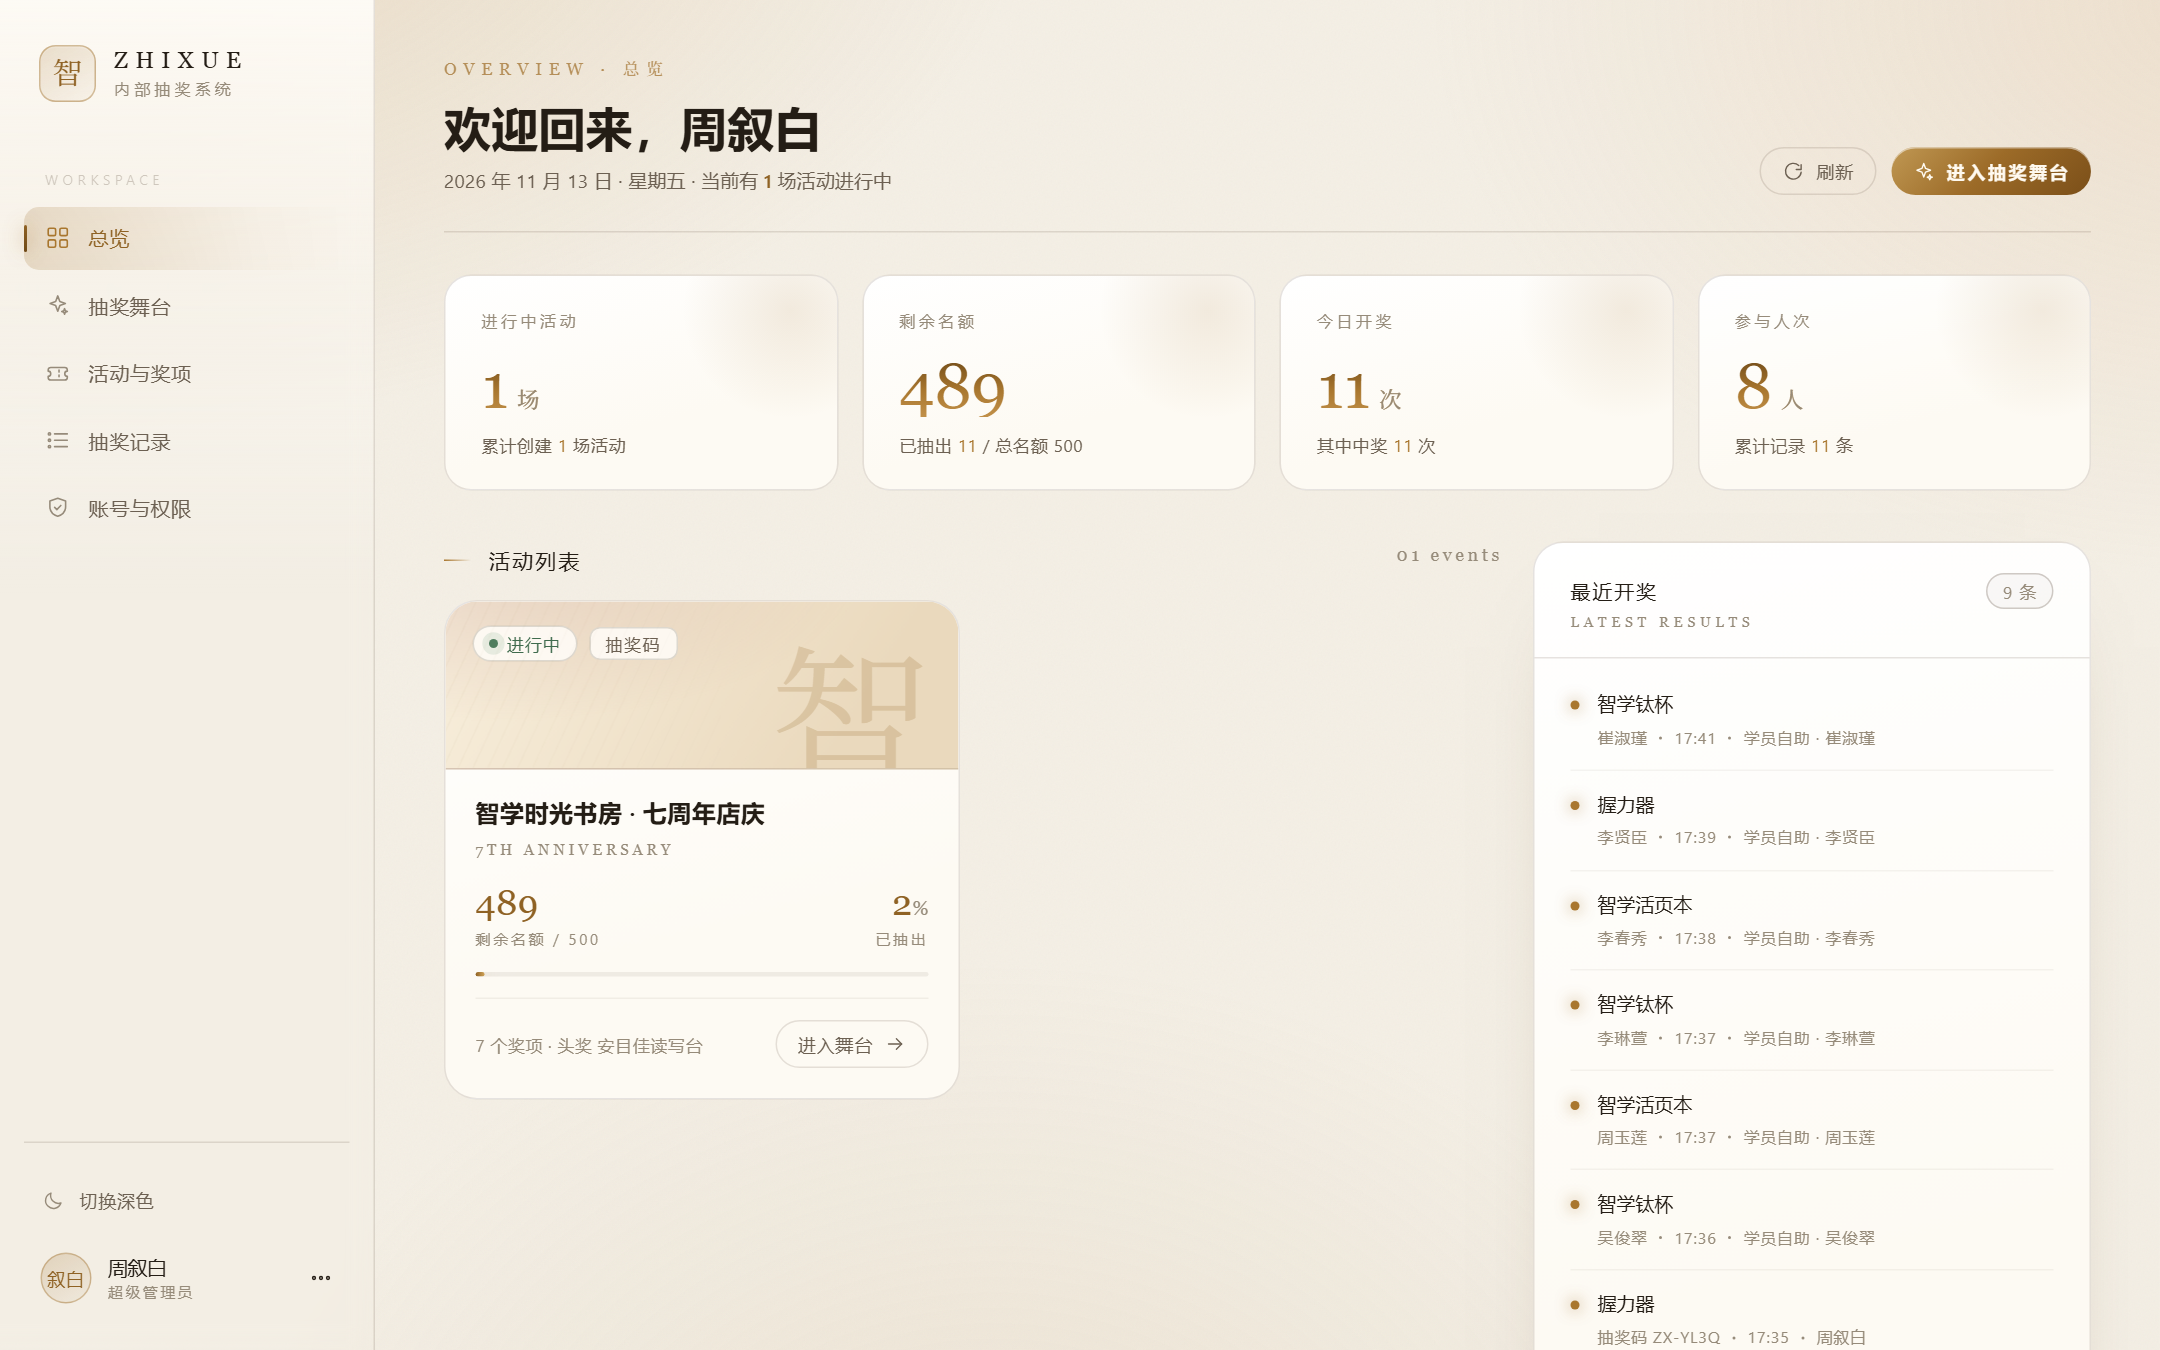 智
ZHIXUE
内部抽奖系统
WORKSPACE
总览
抽奖舞台
活动与奖项
抽奖记录
账号与权限
切换深色
叙白
周叙白
超级管理员
OVERVIEW · 总览
欢迎回来，周叙白
2026 年 11 月 13 日 · 星期五 · 当前有 1 场活动进行中
刷新
进入抽奖舞台
进行中活动
1 场
累计创建 1 场活动
剩余名额
489
已抽出 11 / 总名额 500
今日开奖
11 次
其中中奖 11 次
参与人次
8 人
累计记录 11 条
活动列表
01 events
进行中
抽奖码
智
智学时光书房 · 七周年店庆
7TH ANNIVERSARY
489
剩余名额 / 500
2%
已抽出
7 个奖项 · 头奖 安目佳读写台
进入舞台
最近开奖
9 条
LATEST RESULTS
智学钛杯
崔淑瑾 · 17:41 · 学员自助 · 崔淑瑾
握力器
李贤臣 · 17:39 · 学员自助 · 李贤臣
智学活页本
李春秀 · 17:38 · 学员自助 · 李春秀
智学钛杯
李琳萱 · 17:37 · 学员自助 · 李琳萱
智学活页本
周玉莲 · 17:37 · 学员自助 · 周玉莲
智学钛杯
吴俊翠 · 17:36 · 学员自助 · 吴俊翠
握力器
抽奖码 ZX-YL3Q · 17:35 · 周叙白